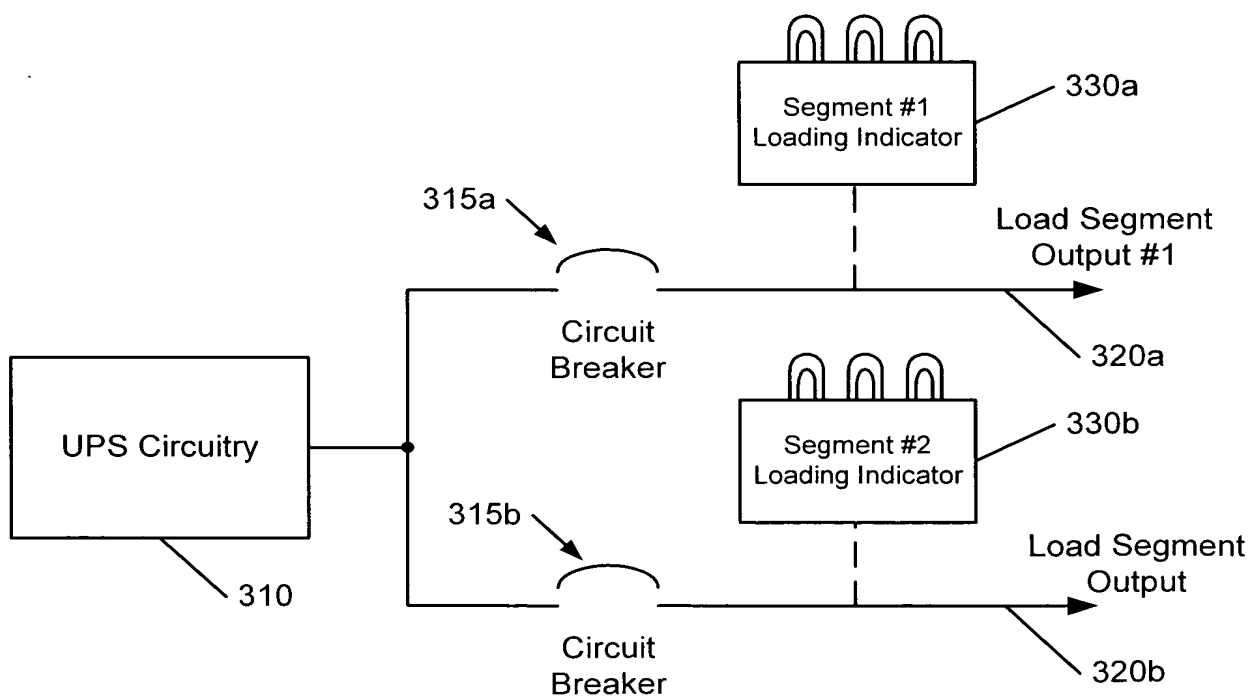 330a
Segment #1
Loading Indicator
315a
Load Segment
Output #1
Circuit
Breaker
320a
UPS Circuitry
330b
Segment #2
Loading Indicator
315b
Load Segment
Output
310
Circuit
Breaker
320b